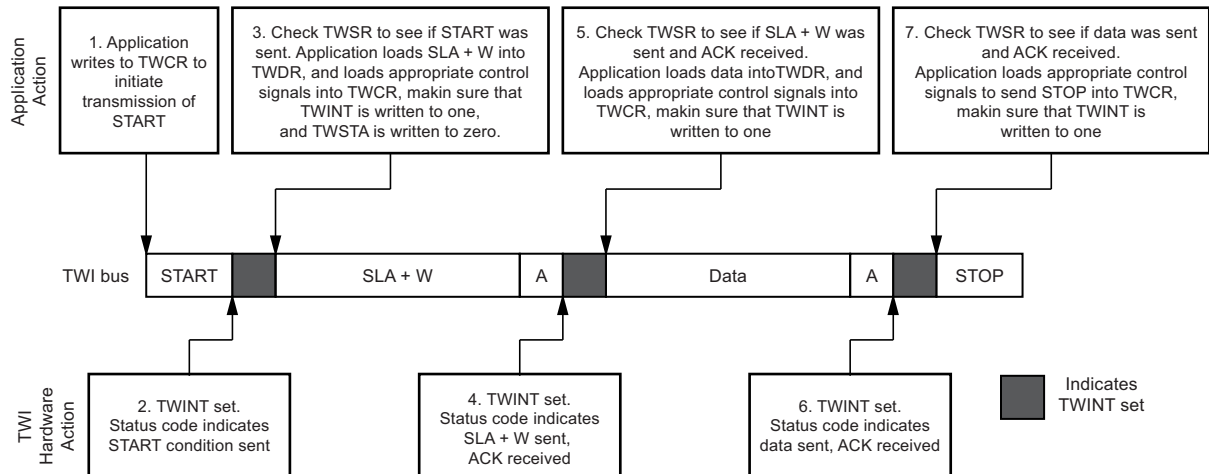 Application
Action
1. Application
writes to TWCR to
initiate
transmission of
START
3. Check TWSR to see if START was
sent. Application loads SLA + W into
TWDR, and loads appropriate control
signals into TWCR, makin sure that
TWINT is written to one,
and TWSTA is written to zero.
5. Check TWSR to see if SLA + W was
sent and ACK received.
Application loads data intoTWDR, and
loads appropriate control signals into
TWCR, makin sure that TWINT is
written to one
7. Check TWSR to see if data was sent
and ACK received.
Application loads appropriate control
signals to send STOP into TWCR,
makin sure that TWINT is
written to one
TWI bus
START
SLA + W
A
Data
A
STOP
TWI
Hardware
Action
2. TWINT set.
Status code indicates
START condition sent
4. TWINT set.
Status code indicates
SLA + W sent,
ACK received
6. TWINT set.
Status code indicates
data sent, ACK received
Indicates
TWINT set